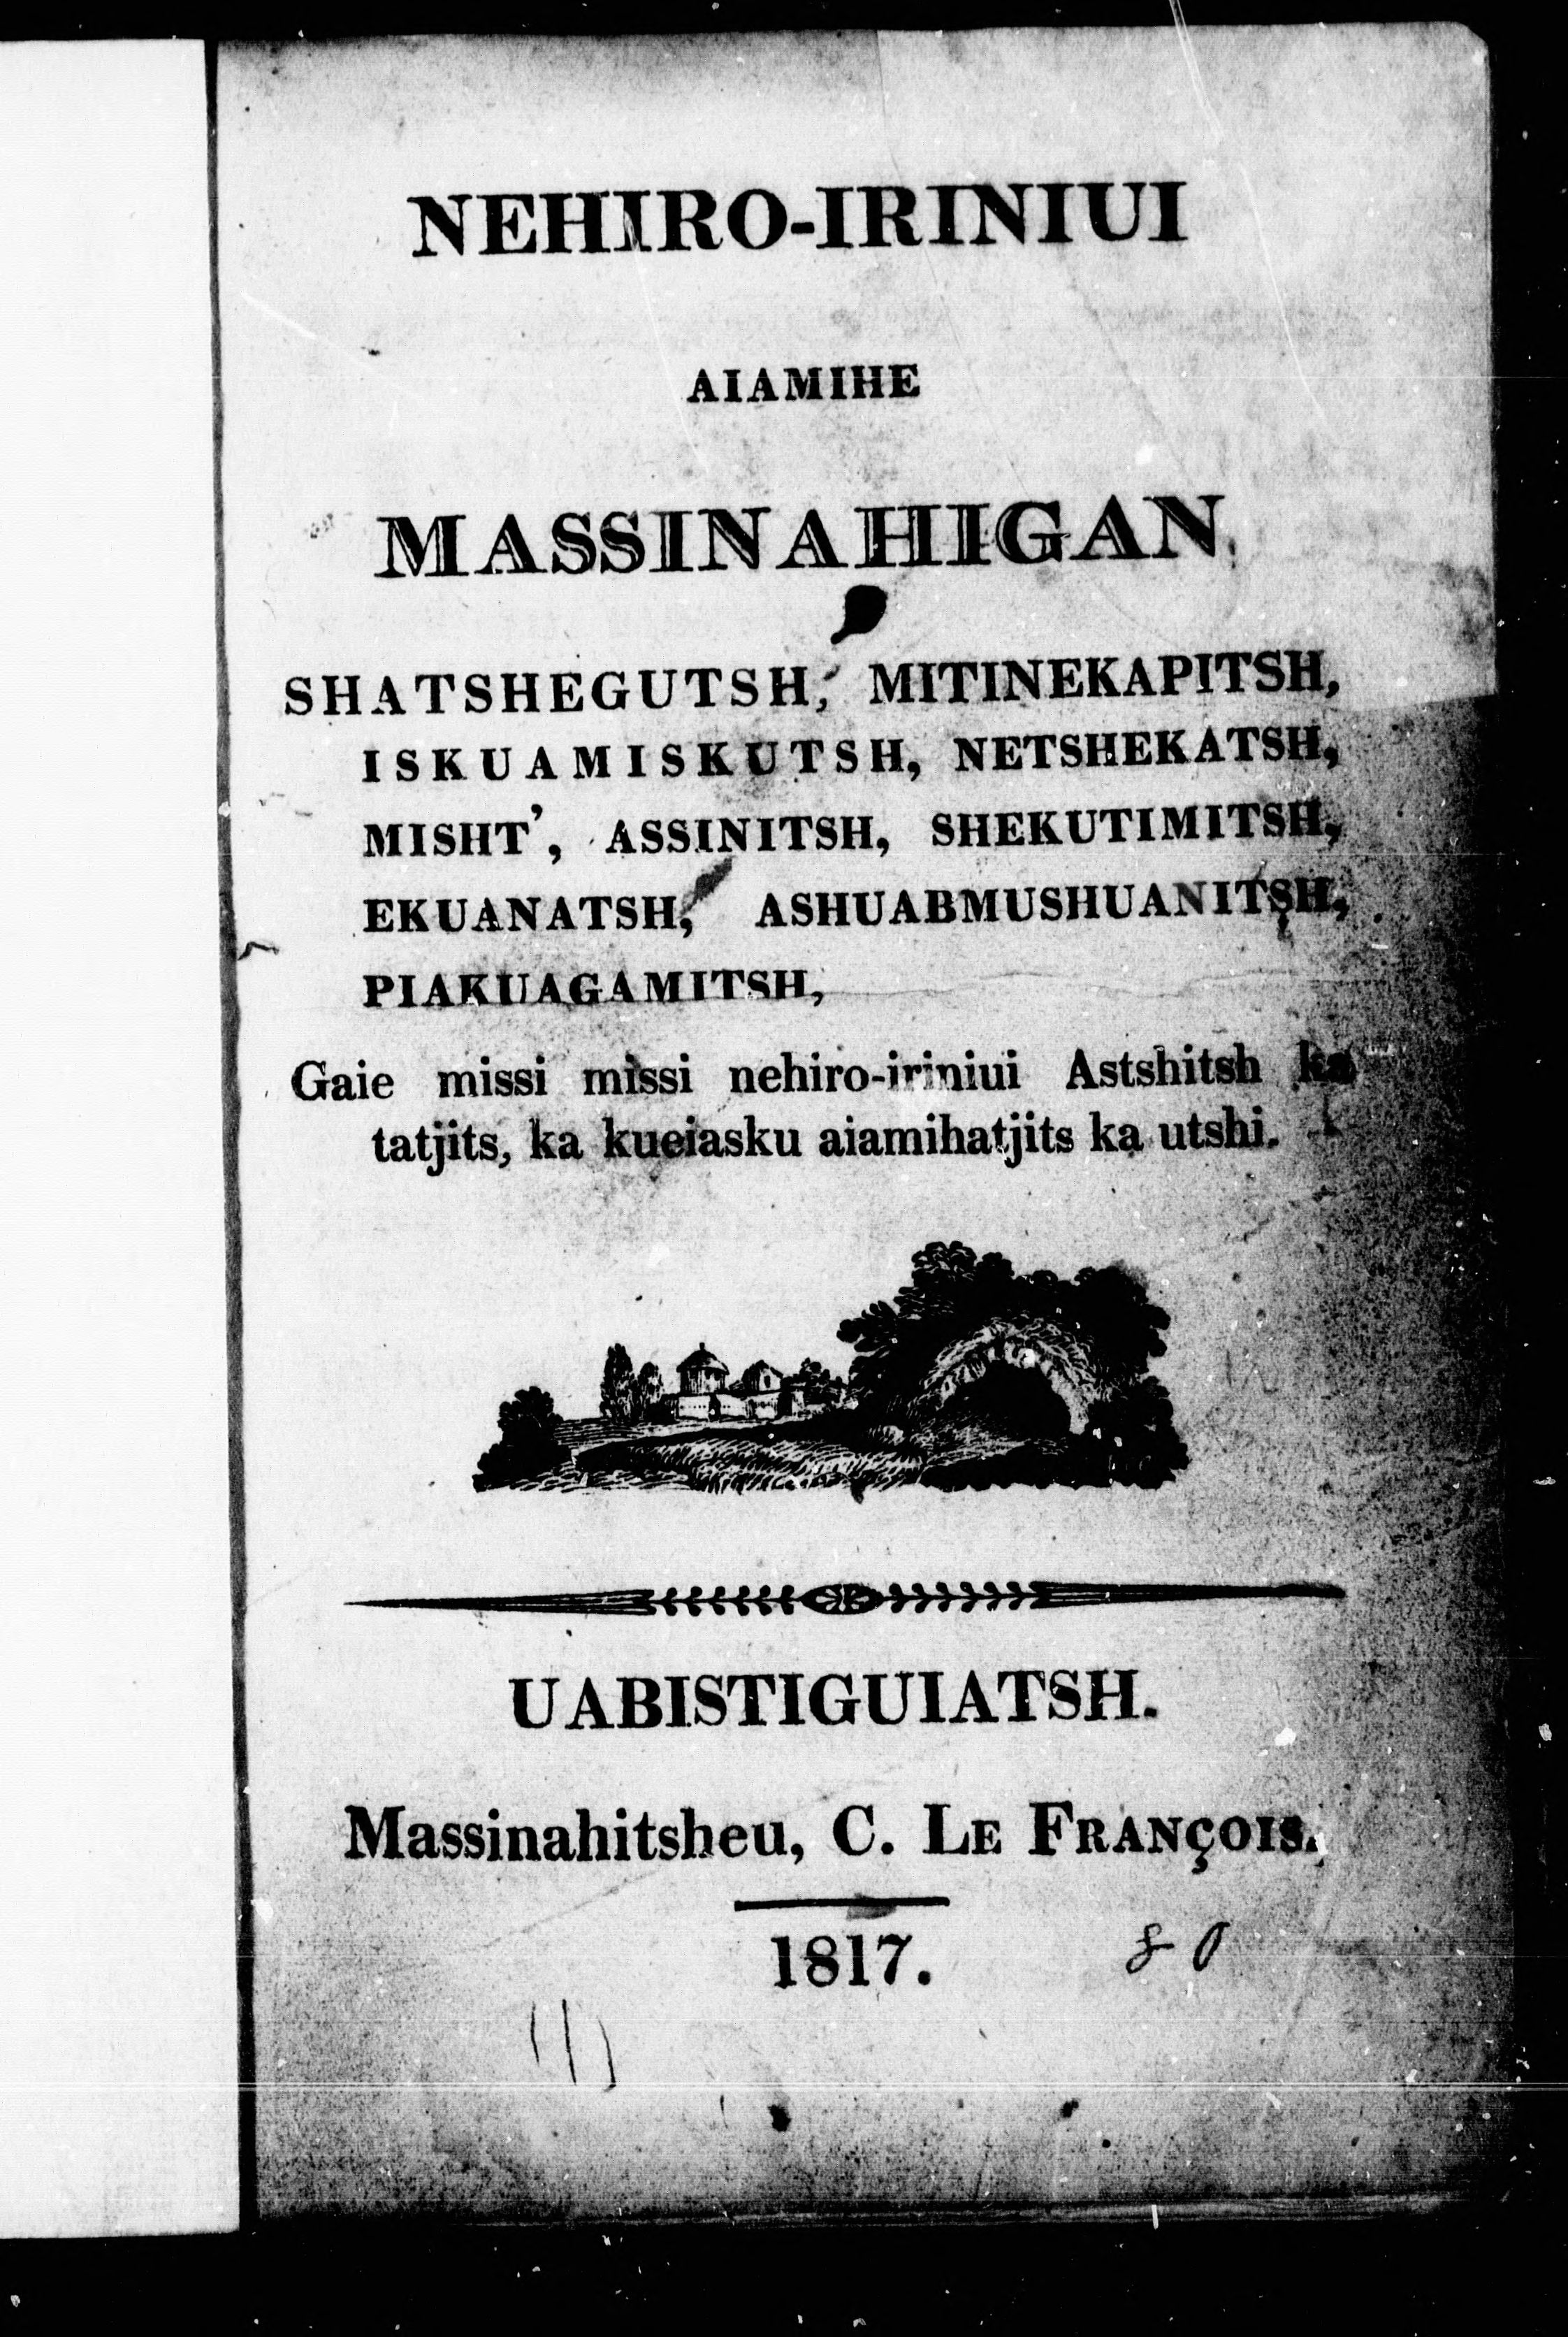 NEHIRO-IRINIUI
AIAMIHE
MASSINAHIGAN,
SHATSHEGUTSH, MITINEKAPITSH,
ISKUAMISKUTSH, NETSHEKATSH,
MISHT', ASSINITSH, SHEKUTIMITSH,
EKUANATSH, ASHUABMUSHUANITSH,
PIAKUAGAMITSH,
Gaie missi missi nehiro-iriniui Astshitsh ka
tatjits, ka kueiasku aiamihatjits ka utshi.
UABISTIGUIATSH.
Massinahitsheu, C. LE FRANÇOIS.
1817.
80